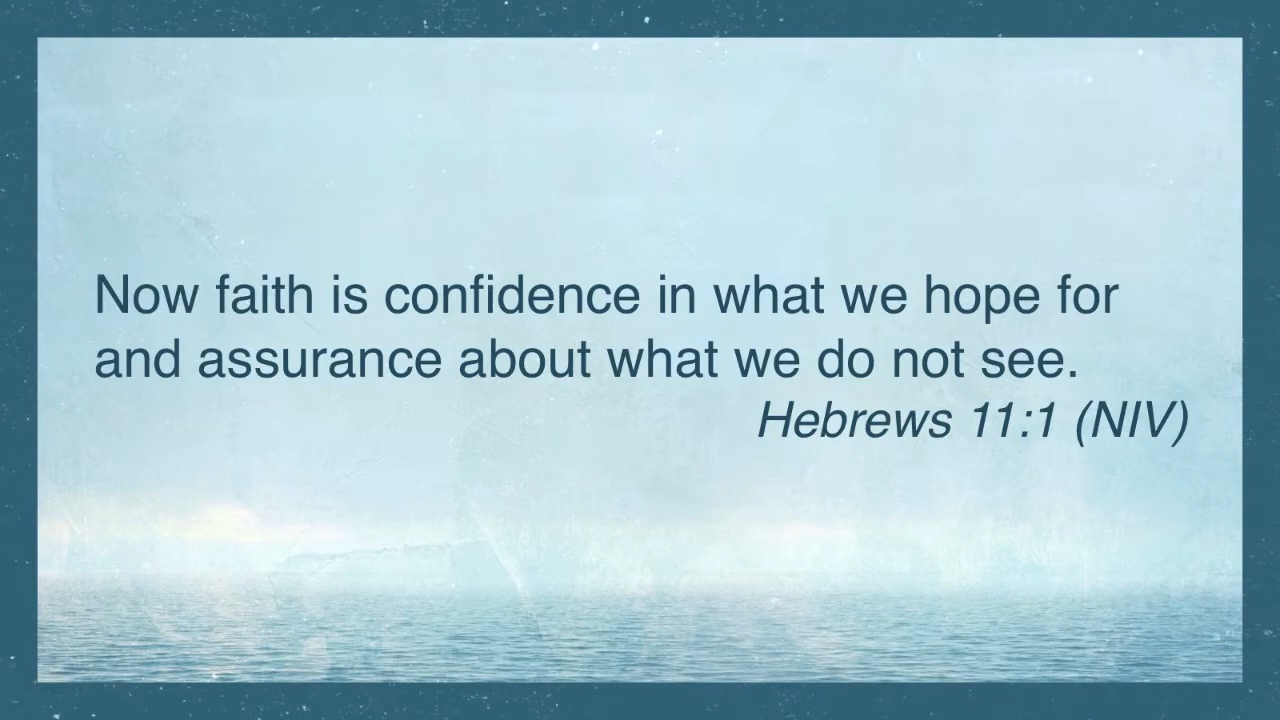 Now faith is confidence in what we hope for
and assurance about what we do not see.
Hebrews 11:1 (NIV)